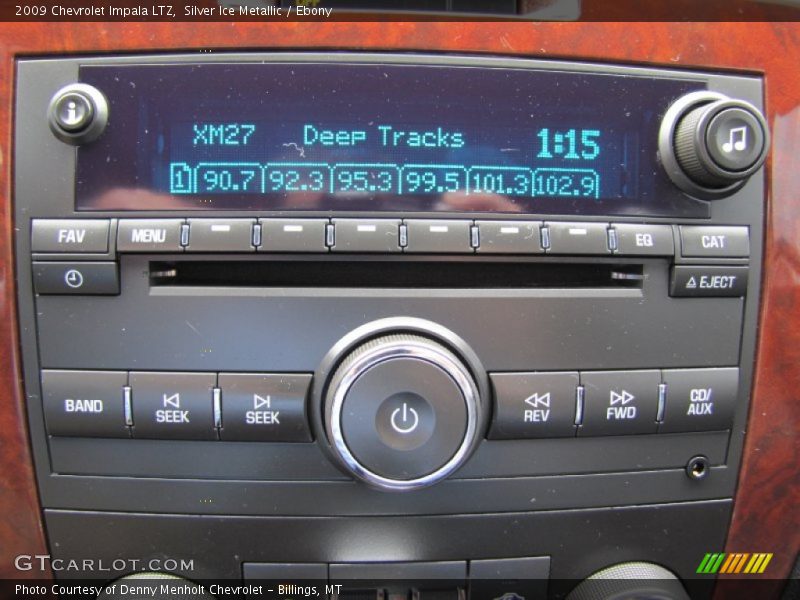 2009 Chevrolet Impala LTZ,  Silver Ice Metallic / Ebony
i
XM27 Deep Tracks 1:15
1 90.7 92.3 95.3 99.5 101.3 102.9
FAV MENU EQ CAT
EJECT
BAND SEEK SEEK REV FWD CD/
AUX
GTCARLOT.COM
Photo Courtesy of Denny Menholt Chevrolet - Billings, MT